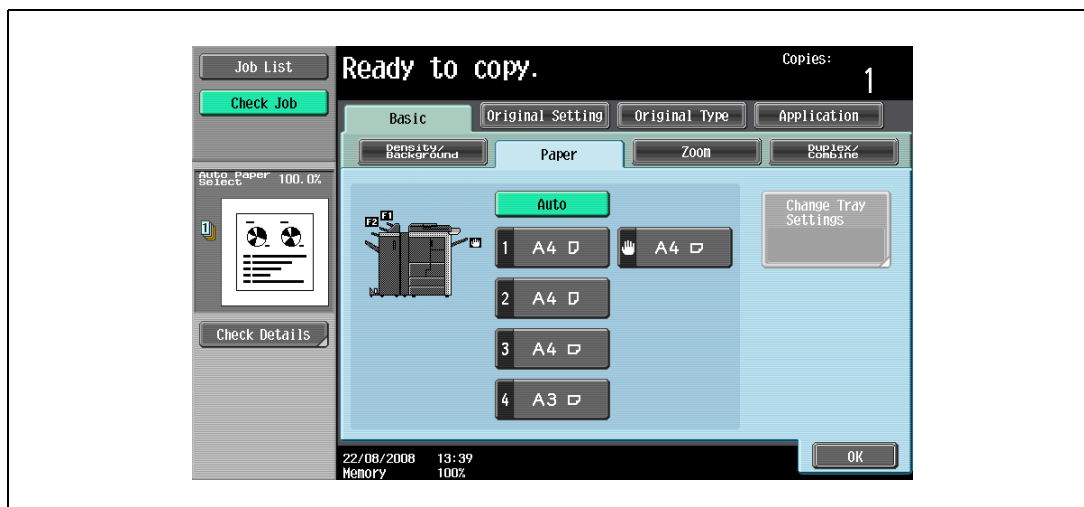 Job List
Check Job
Auto Paper
Select 100.0%
1
Check Details
Ready to copy.
Copies:
1
Basic
Original Setting
Original Type
Application
Density/
Background
Paper
Zoom
Duplex/
Combine
F2 F1
Auto
1 A4
A4
2 A4
3 A4
4 A3
Change Tray
Settings
22/08/2008 13:39
Memory 100%
OK